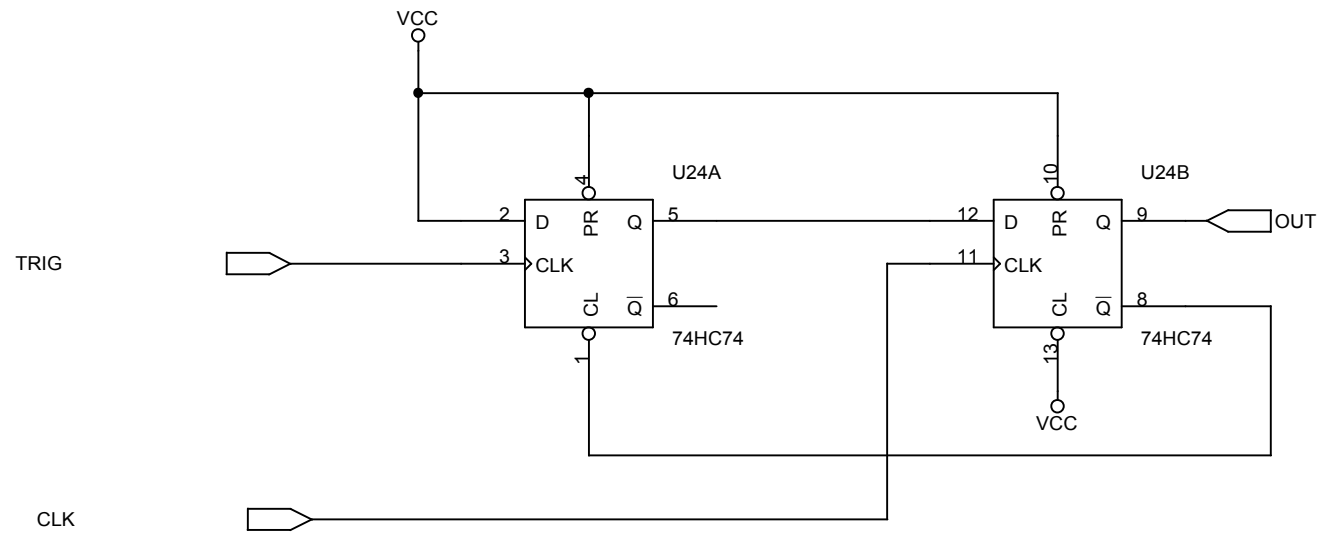 VCC
4
U24A
10
U24B
2
D
PR
Q
5
12
D
PR
Q
9
OUT
TRIG
3
CLK
11
CLK
CL
Q̅
6
CL
Q̅
8
1
74HC74
13
74HC74
VCC
CLK